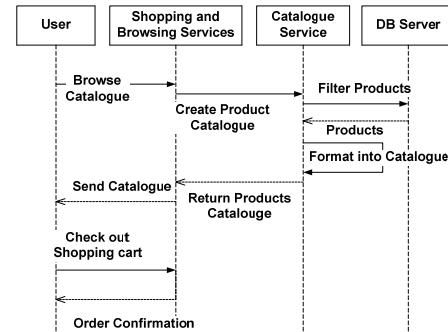 User
Shopping and
Browsing Services
Catalogue
Service
DB Server
Browse
Catalogue
Filter Products
Create Product
Catalogue
Products
Format into Catalogue
Send Catalogue
Return Products
Catalouge
Check out
Shopping cart
Order Confirmation